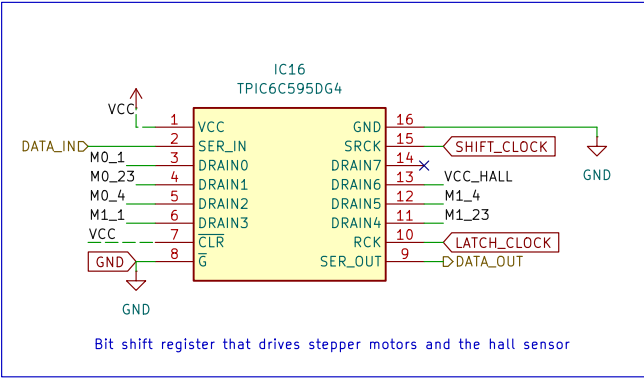 IC16
TPIC6C595DG4
VCC
1 VCC GND 16
DATA_IN 2 SER_IN SRCK 15 SHIFT_CLOCK
M0_1 3 DRAIN0 DRAIN7 14
M0_23 4 DRAIN1 DRAIN6 13 VCC_HALL
M0_4 5 DRAIN2 DRAIN5 12 M1_4
M1_1 6 DRAIN3 DRAIN4 11 M1_23
VCC 7 CLR RCK 10 LATCH_CLOCK
GND 8 G SER_OUT 9 DATA_OUT
GND
GND
Bit shift register that drives stepper motors and the hall sensor